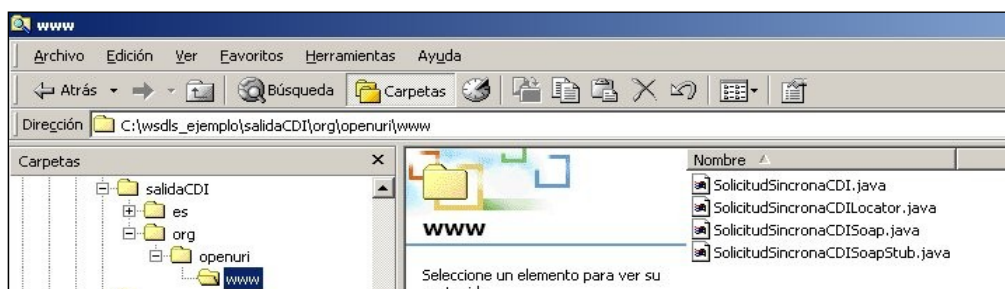 www
Archivo Edición Ver Favoritos Herramientas Ayuda
Atrás Búsqueda Carpetas
Dirección C:\wsdls_ejemplo\salidaCDI\org\openuri\www
Carpetas
salidaCDI
es
org
openuri
www
www
Seleccione un elemento para ver su
Nombre
SolicitudSincronaCDI.java
SolicitudSincronaCDILocator.java
SolicitudSincronaCDISoap.java
SolicitudSincronaCDISoapStub.java